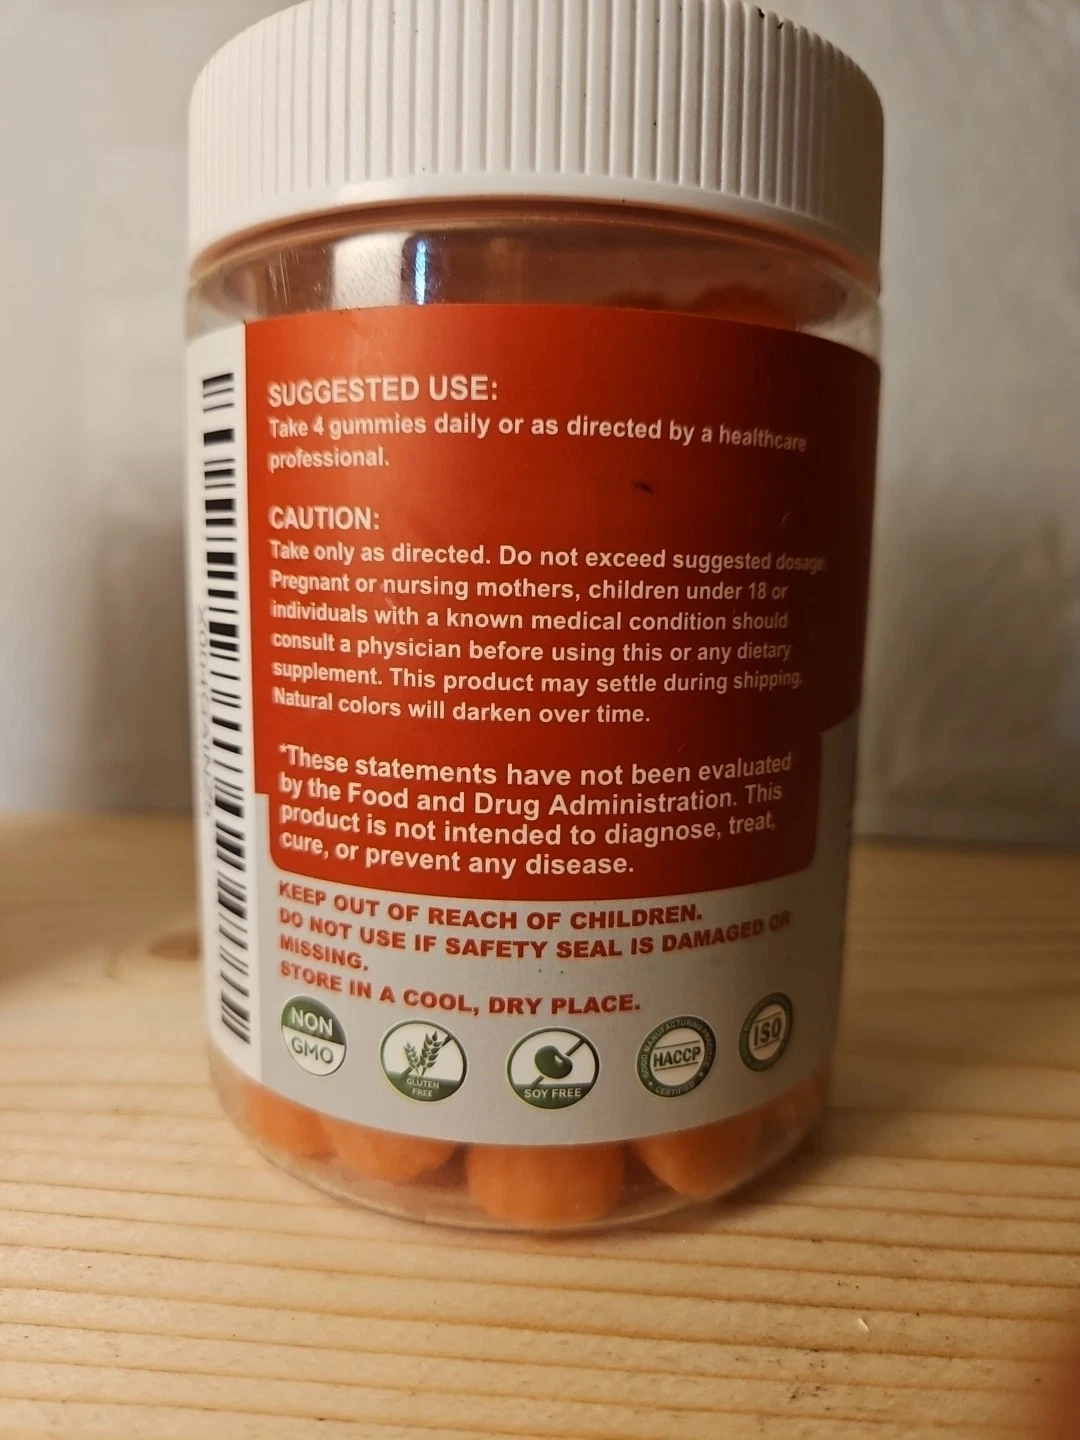 SUGGESTED USE:
Take 4 gummies daily or as directed by a healthcare
professional.
CAUTION:
Take only as directed. Do not exceed suggested dosage.
Pregnant or nursing mothers, children under 18 or
individuals with a known medical condition should
consult a physician before using this or any dietary
supplement. This product may settle during shipping.
Natural colors will darken over time.
*These statements have not been evaluated
by the Food and Drug Administration. This
product is not intended to diagnose, treat,
cure, or prevent any disease.
KEEP OUT OF REACH OF CHILDREN.
DO NOT USE IF SAFETY SEAL IS DAMAGED OR
MISSING.
STORE IN A COOL, DRY PLACE.
NON
GMO
GLUTEN
FREE
SOY FREE
GOOD MANUFACTURING PRACTICE
HACCP
CERTIFIED
ISO